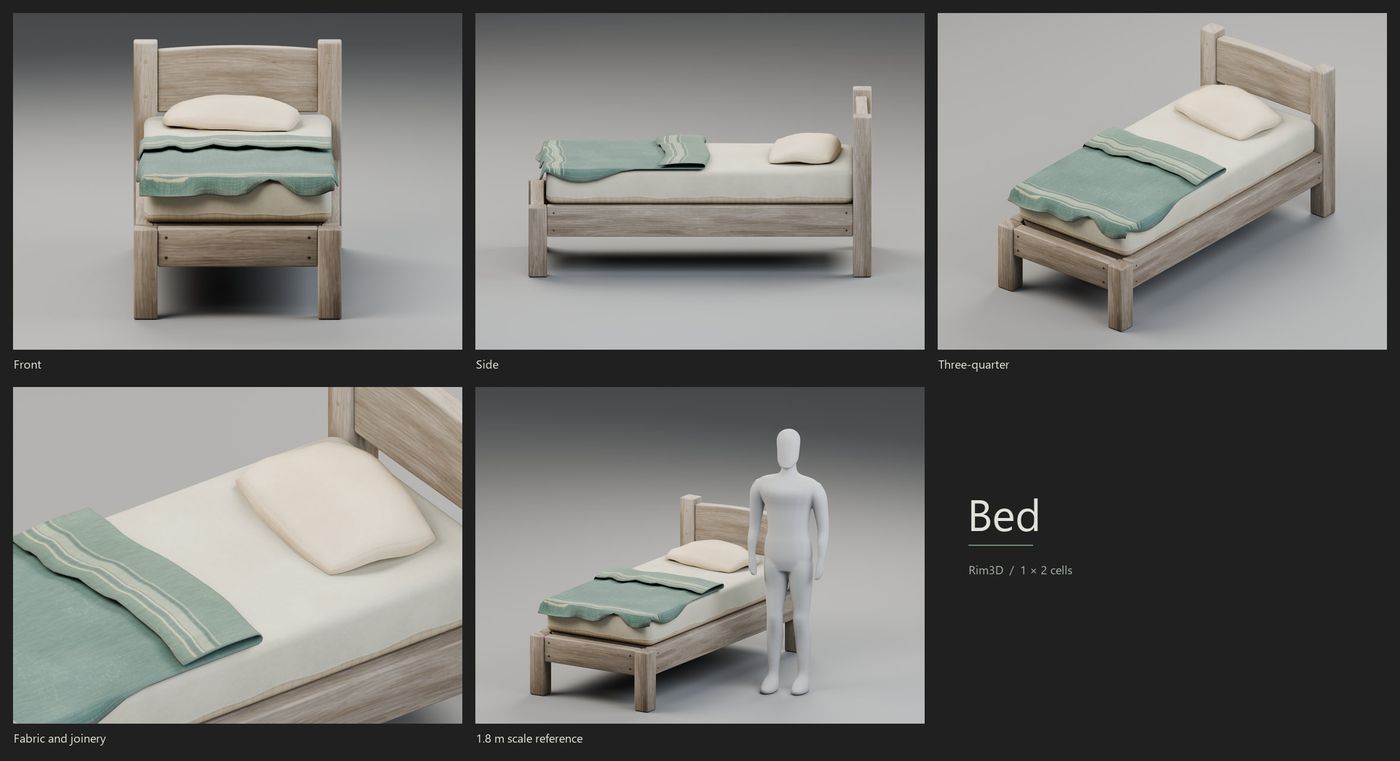 Front
Side
Three-quarter
Fabric and joinery
1.8 m scale reference
Bed
Rim3D / 1 × 2 cells